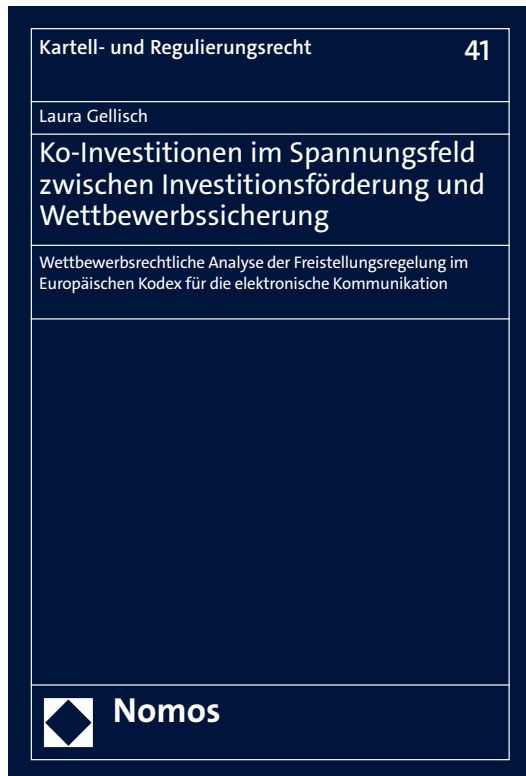 Kartell- und Regulierungsrecht 41
Laura Gellisch
Ko-Investitionen im Spannungsfeld
zwischen Investitionsförderung und
Wettbewerbssicherung
Wettbewerbsrechtliche Analyse der Freistellungsregelung im
Europäischen Kodex für die elektronische Kommunikation
Nomos